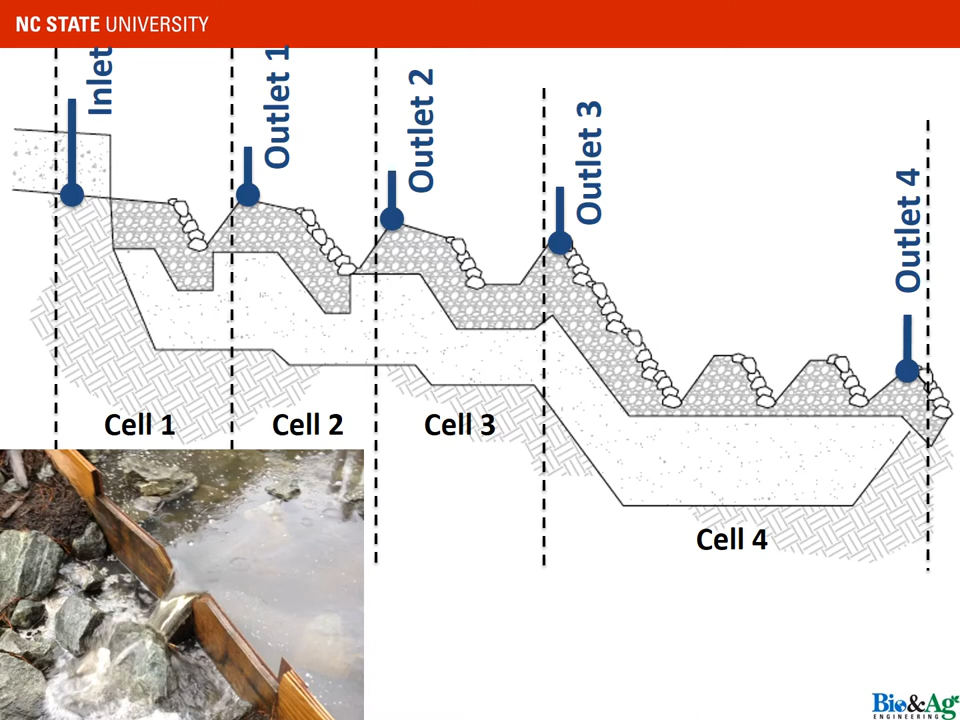 NC STATE UNIVERSITY
Inlet
Outlet 1
Outlet 2
Outlet 3
Outlet 4
Cell 1
Cell 2
Cell 3
Cell 4
Bio&Ag
ENGINEERING